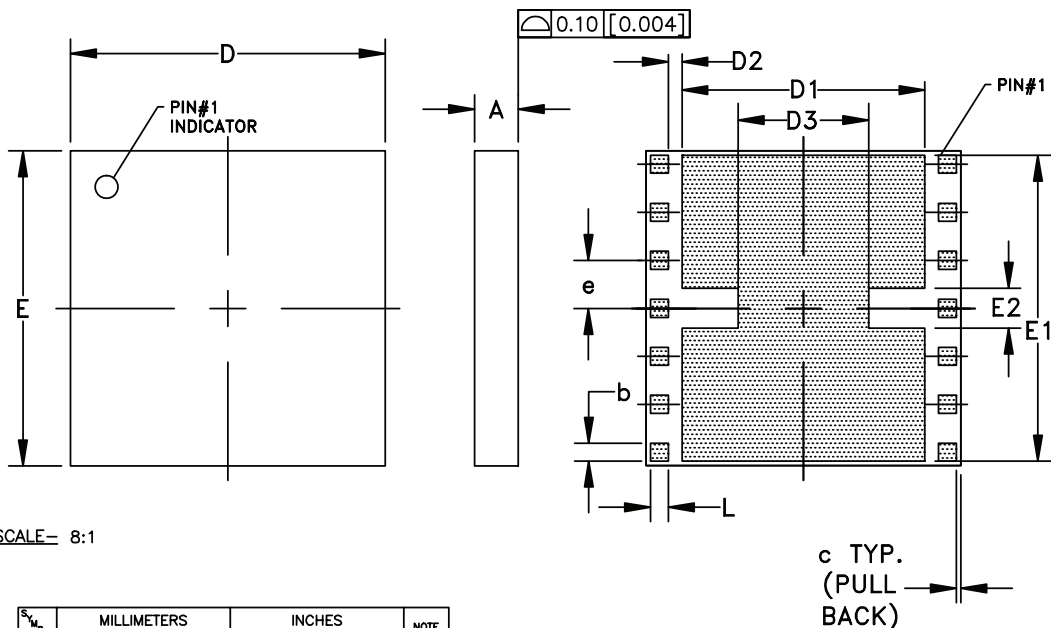 0.10 [0.004]
D
D2
D1
D3
PIN#1
INDICATOR
A
PIN#1
E
e
E2
E1
b
L
SCALE- 8:1
c TYP.
(PULL
BACK)
MILLIMETERS INCHES NOTE